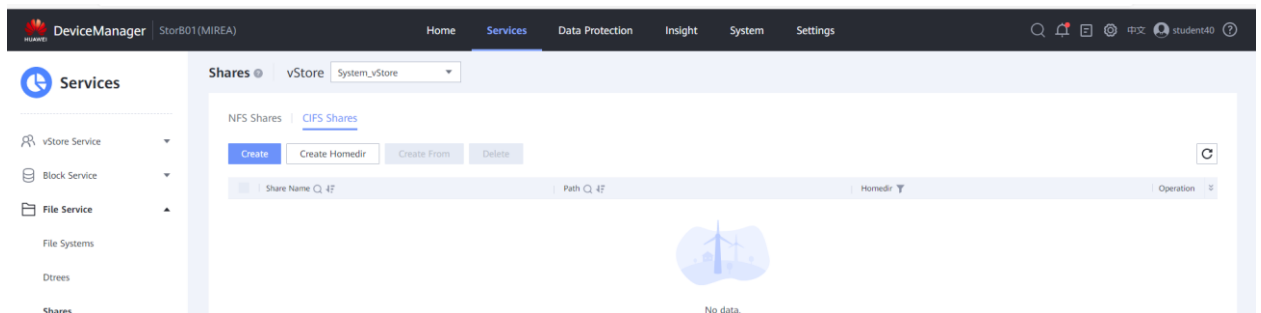 HUAWEI DeviceManager StorB01(MIREA) Home Services Data Protection Insight System Settings 中文 student40
Services
Shares vStore System_vStore
NFS Shares CIFS Shares
vStore Service
Create Create Homedir Create From Delete
Block Service
Share Name Path Homedir Operation
File Service
File Systems
Dtrees
Shares
No data.